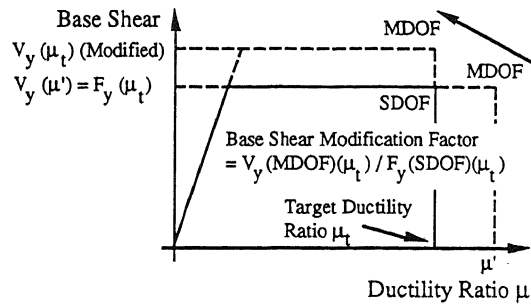 Base Shear
MDOF
V_y(μ_t) (Modified)
MDOF
V_y(μ') = F_y(μ_t)
SDOF
Base Shear Modification Factor
= V_y(MDOF)(μ_t) / F_y(SDOF)(μ_t)
Target Ductility
Ratio μ_t
μ'
Ductility Ratio μ